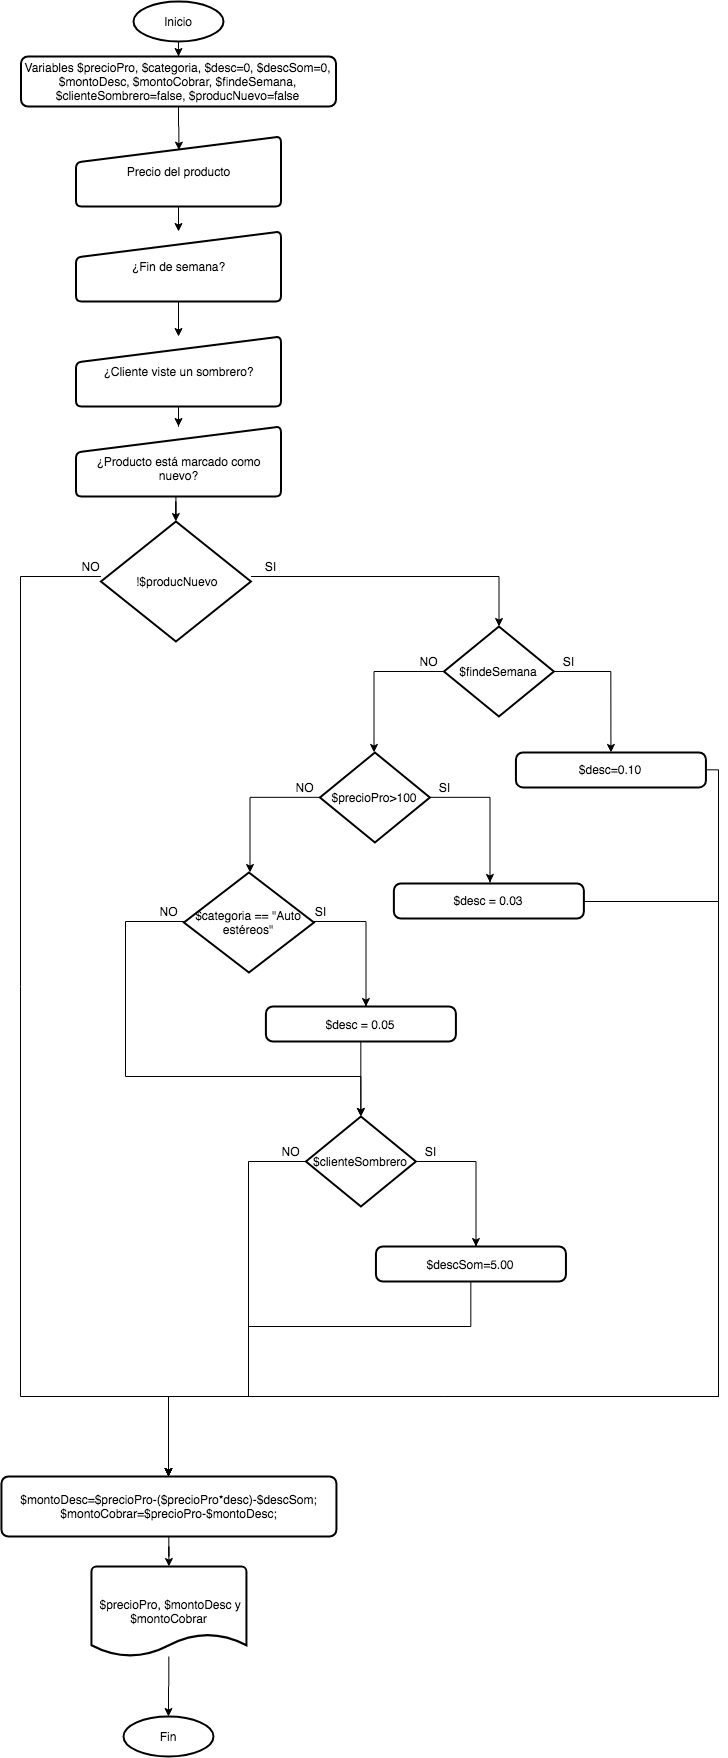 Inicio
Variables $precioPro, $categoria, $desc=0, $descSom=0,
$montoDesc, $montoCobrar, $findeSemana,
$clienteSombrero=false, $producNuevo=false
Precio del producto
¿Fin de semana?
¿Cliente viste un sombrero?
¿Producto está marcado como
nuevo?
NO
!$producNuevo
SI
NO
$findeSemana
SI
$desc=0.10
NO
$precioPro>100
SI
$desc = 0.03
NO
$categoria == "Auto
estéreos"
SI
$desc = 0.05
NO
$clienteSombrero
SI
$descSom=5.00
$montoDesc=$precioPro-($precioPro*desc)-$descSom;
$montoCobrar=$precioPro-$montoDesc;
$precioPro, $montoDesc y
$montoCobrar
Fin